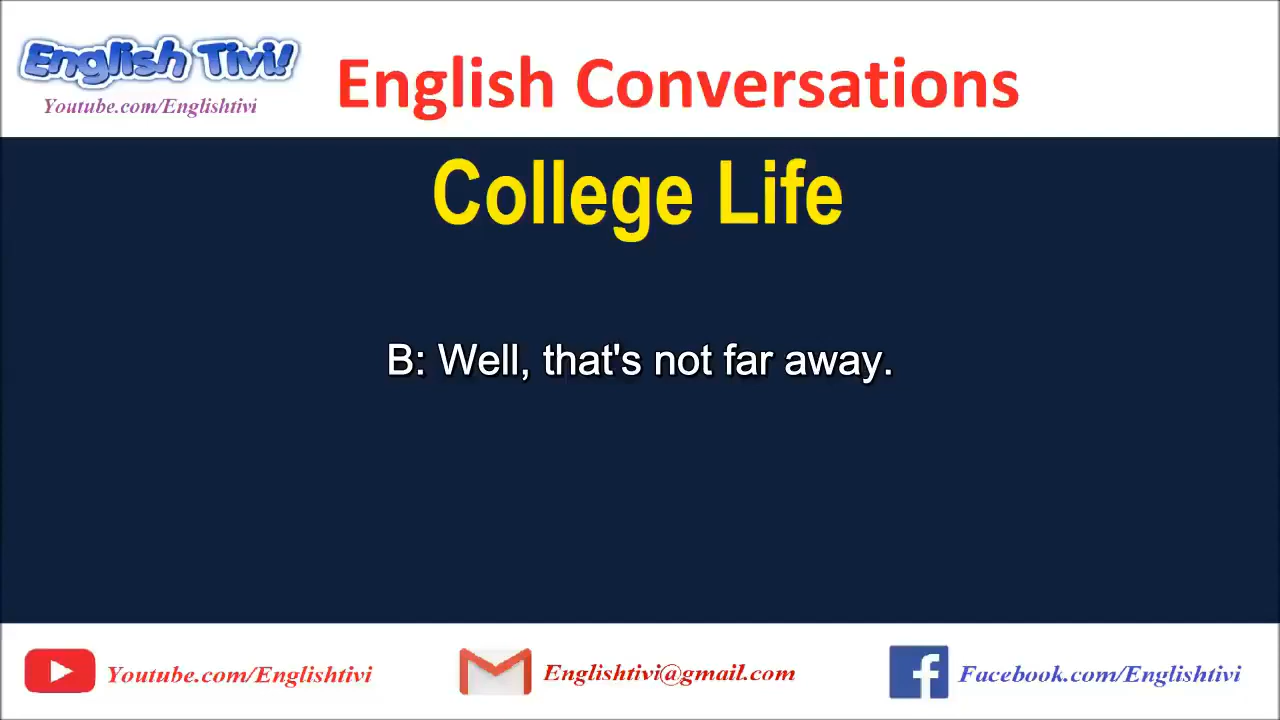 English Tivi!
Youtube.com/Englishtivi
English Conversations
College Life
B: Well, that's not far away.
Youtube.com/Englishtivi
Englishtivi@gmail.com
Facebook.com/Englishtivi